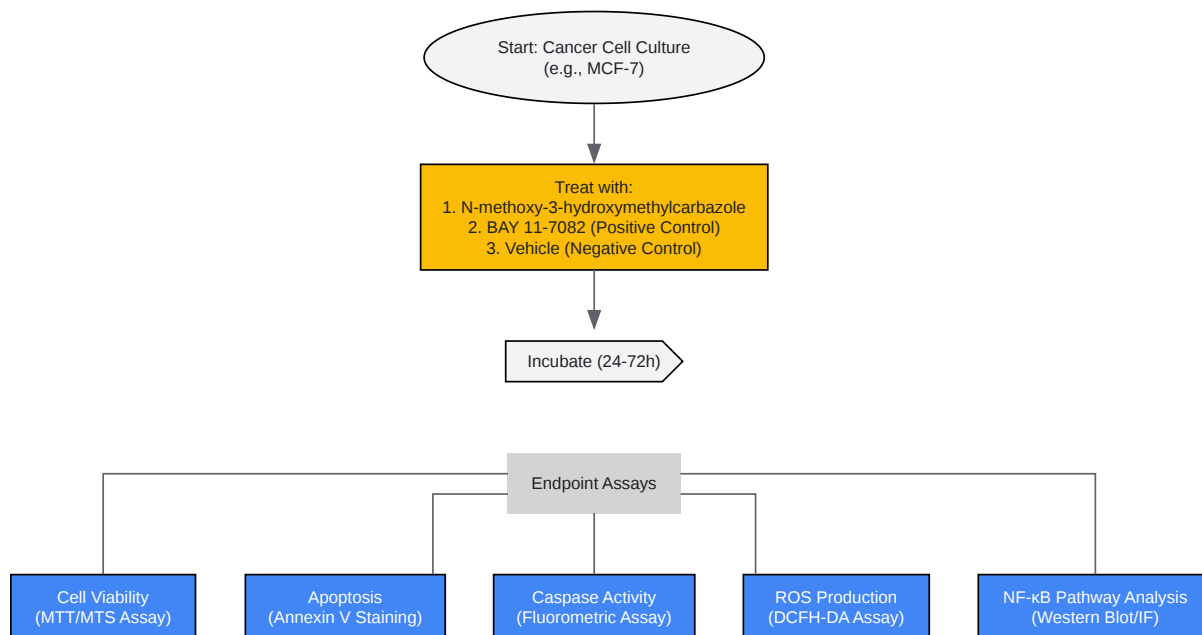 Start: Cancer Cell Culture
(e.g., MCF-7)
Treat with:
1. N-methoxy-3-hydroxymethylcarbazole
2. BAY 11-7082 (Positive Control)
3. Vehicle (Negative Control)
Incubate (24-72h)
Endpoint Assays
Cell Viability
(MTT/MTS Assay)
Apoptosis
(Annexin V Staining)
Caspase Activity
(Fluorometric Assay)
ROS Production
(DCFH-DA Assay)
NF-κB Pathway Analysis
(Western Blot/IF)